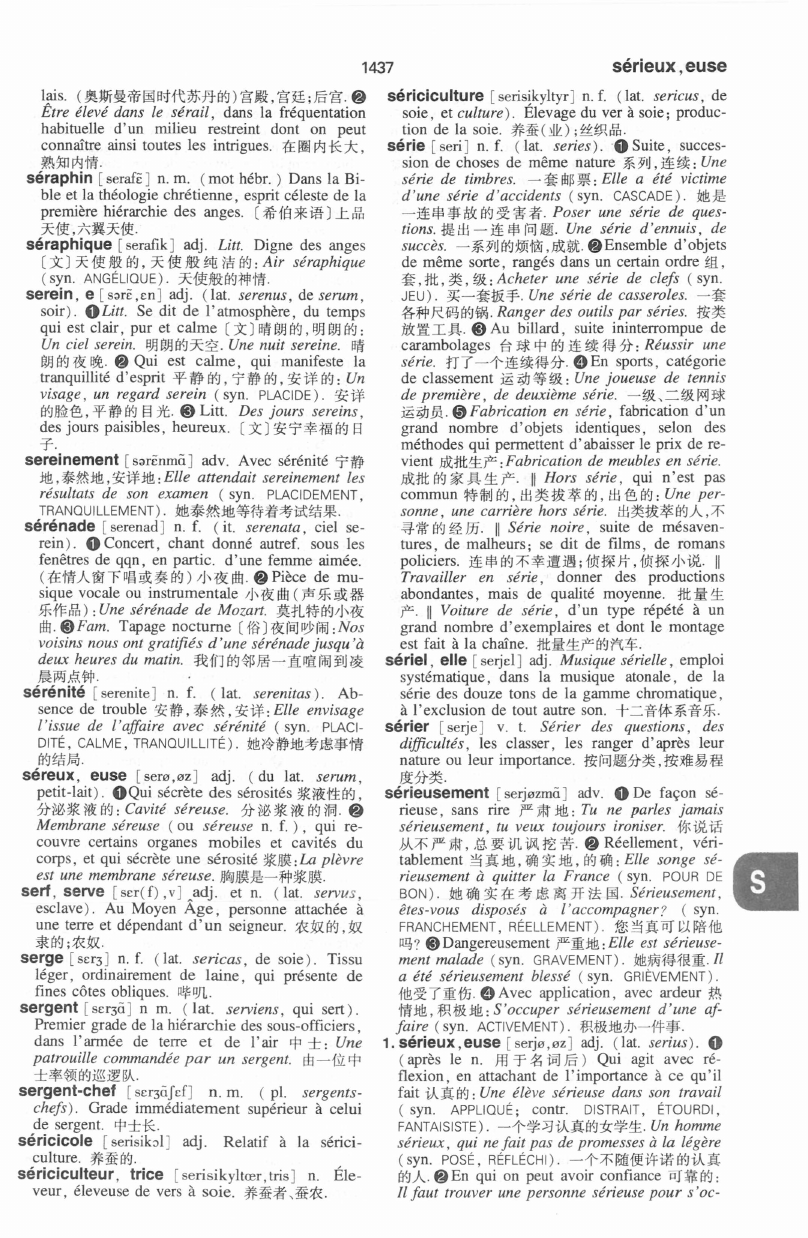 1437
sérieux,euse
lais. (奥斯曼帝国时代苏丹的)宫殿,宫廷;后宫. ❷
Être élevé dans le sérail, dans la fréquentation
habituelle d'un milieu restreint dont on peut
connaître ainsi toutes les intrigues. 在圈内长大,
熟知内情.
séraphin [serafɛ̃] n. m. (mot hébr.) Dans la Bi-
ble et la théologie chrétienne, esprit céleste de la
première hiérarchie des anges. 〔希伯来语〕上品
天使,六翼天使.
séraphique [serafik] adj. Litt. Digne des anges
〔文〕天使般的, 天使般纯洁的: Air séraphique
(syn. ANGÉLIQUE). 天使般的神情.
serein, e [sərɛ̃,ɛn] adj. (lat. serenus, de serum,
soir). ❶Litt. Se dit de l'atmosphère, du temps
qui est clair, pur et calme〔文〕晴朗的,明朗的:
Un ciel serein. 明朗的天空. Une nuit sereine. 晴
朗的夜晚. ❷ Qui est calme, qui manifeste la
tranquillité d'esprit 平静的,宁静的,安详的: Un
visage, un regard serein (syn. PLACIDE). 安详
的脸色,平静的目光. ❸ Litt. Des jours sereins,
des jours paisibles, heureux. 〔文〕安宁幸福的日
子.
sereinement [sərɛ̃nmɑ̃] adv. Avec sérénité 宁静
地,泰然地,安详地: Elle attendait sereinement les
résultats de son examen (syn. PLACIDEMENT,
TRANQUILLEMENT). 她泰然地等待着考试结果.
sérénade [serenad] n. f. (it. serenata, ciel se-
rein). ❶ Concert, chant donné autref. sous les
fenêtres de qqn, en partic. d'une femme aimée.
(在情人窗下唱或奏的)小夜曲. ❷ Pièce de mu-
sique vocale ou instrumentale 小夜曲(声乐或器
乐作品): Une sérénade de Mozart. 莫扎特的小夜
曲. ❸Fam. Tapage nocturne〔俗〕夜间吵闹: Nos
voisins nous ont gratifiés d'une sérénade jusqu'à
deux heures du matin. 我们的邻居一直喧闹到凌
晨两点钟.
sérénité [serenite] n. f. (lat. serenitas). Ab-
sence de trouble 安静,泰然,安详: Elle envisage
l'issue de l'affaire avec sérénité (syn. PLACI-
DITÉ, CALME, TRANQUILLITÉ). 她冷静地考虑事情
的结局.
séreux, euse [serø,øz] adj. (du lat. serum,
petit-lait). ❶Qui sécrète des sérosités 浆液性的,
分泌浆液的: Cavité séreuse. 分泌浆液的洞. ❷
Membrane séreuse (ou séreuse n. f.), qui re-
couvre certains organes mobiles et cavités du
corps, et qui sécrète une sérosité 浆膜: La plèvre
est une membrane séreuse. 胸膜是一种浆膜.
serf, serve [sɛr(f),v] adj. et n. (lat. servus,
esclave). Au Moyen Âge, personne attachée à
une terre et dépendant d'un seigneur. 农奴的,奴
隶的;农奴.
serge [sɛrʒ] n. f. (lat. sericas, de soie). Tissu
léger, ordinairement de laine, qui présente de
fines côtes obliques. 哔叽.
sergent [sɛrʒɑ̃] n m. (lat. serviens, qui sert).
Premier grade de la hiérarchie des sous-officiers,
dans l'armée de terre et de l'air 中士: Une
patrouille commandée par un sergent. 由一位中
士率领的巡逻队.
sergent-chef [sɛrʒɑ̃ʃɛf] n. m. (pl. sergents-
chefs). Grade immédiatement supérieur à celui
de sergent. 中士长.
séricicole [serisikɔl] adj. Relatif à la sérici-
culture. 养蚕的.
sériciculteur, trice [serisikyltœr,tris] n. Éle-
veur, éleveuse de vers à soie. 养蚕者、蚕农.
sériciculture [serisikyltyr] n. f. (lat. sericus, de
soie, et culture). Élevage du ver à soie; produc-
tion de la soie. 养蚕(业);丝织品.
série [seri] n. f. (lat. series). ❶ Suite, succes-
sion de choses de même nature 系列,连续: Une
série de timbres. 一套邮票: Elle a été victime
d'une série d'accidents (syn. CASCADE). 她是
一连串事故的受害者. Poser une série de ques-
tions. 提出一连串问题. Une série d'ennuis, de
succès. 一系列的烦恼,成就. ❷Ensemble d'objets
de même sorte, rangés dans un certain ordre 组,
套,批,类,级: Acheter une série de clefs (syn.
JEU). 买一套扳手. Une série de casseroles. 一套
各种尺码的锅. Ranger des outils par séries. 按类
放置工具. ❸ Au billard, suite ininterrompue de
carambolages 台球中的连续得分: Réussir une
série. 打了一个连续得分. ❹ En sports, catégorie
de classement 运动等级: Une joueuse de tennis
de première, de deuxième série. 一级、二级网球
运动员. ❺ Fabrication en série, fabrication d'un
grand nombre d'objets identiques, selon des
méthodes qui permettent d'abaisser le prix de re-
vient 成批生产: Fabrication de meubles en série.
成批的家具生产. ‖ Hors série, qui n'est pas
commun 特制的,出类拔萃的,出色的: Une per-
sonne, une carrière hors série. 出类拔萃的人,不
寻常的经历. ‖ Série noire, suite de mésaven-
tures, de malheurs; se dit de films, de romans
policiers. 连串的不幸遭遇;侦探片,侦探小说. ‖
Travailler en série, donner des productions
abondantes, mais de qualité moyenne. 批量生
产. ‖ Voiture de série, d'un type répété à un
grand nombre d'exemplaires et dont le montage
est fait à la chaîne. 批量生产的汽车.
sériel, elle [serjɛl] adj. Musique sérielle, emploi
systématique, dans la musique atonale, de la
série des douze tons de la gamme chromatique,
à l'exclusion de tout autre son. 十二音体系音乐.
sérier [serje] v. t. Sérier des questions, des
difficultés, les classer, les ranger d'après leur
nature ou leur importance. 按问题分类,按难易程
度分类.
sérieusement [serjøzmɑ̃] adv. ❶ De façon sé-
rieuse, sans rire 严肃地: Tu ne parles jamais
sérieusement, tu veux toujours ironiser. 你说话
从不严肃,总要讥讽挖苦. ❷ Réellement, véri-
tablement 当真地,确实地,的确: Elle songe sé-
rieusement à quitter la France (syn. POUR DE
BON). 她确实在考虑离开法国. Sérieusement,
êtes-vous disposés à l'accompagner? (syn.
FRANCHEMENT, RÉELLEMENT). 您当真可以陪他
吗? ❸ Dangereusement 严重地: Elle est sérieuse-
ment malade (syn. GRAVEMENT). 她病得很重. Il
a été sérieusement blessé (syn. GRIÈVEMENT).
他受了重伤. ❹ Avec application, avec ardeur 热
情地,积极地: S'occuper sérieusement d'une af-
faire (syn. ACTIVEMENT). 积极地办一件事.
1. sérieux,euse [serjø,øz] adj. (lat. serius). ❶
(après le n. 用于名词后) Qui agit avec ré-
flexion, en attachant de l'importance à ce qu'il
fait 认真的: Une élève sérieuse dans son travail
(syn. APPLIQUÉ; contr. DISTRAIT, ÉTOURDI,
FANTAISISTE). 一个学习认真的女学生. Un homme
sérieux, qui ne fait pas de promesses à la légère
(syn. POSÉ, RÉFLÉCHI). 一个不随便许诺的认真
的人. ❷En qui on peut avoir confiance 可靠的:
Il faut trouver une personne sérieuse pour s'oc-
S